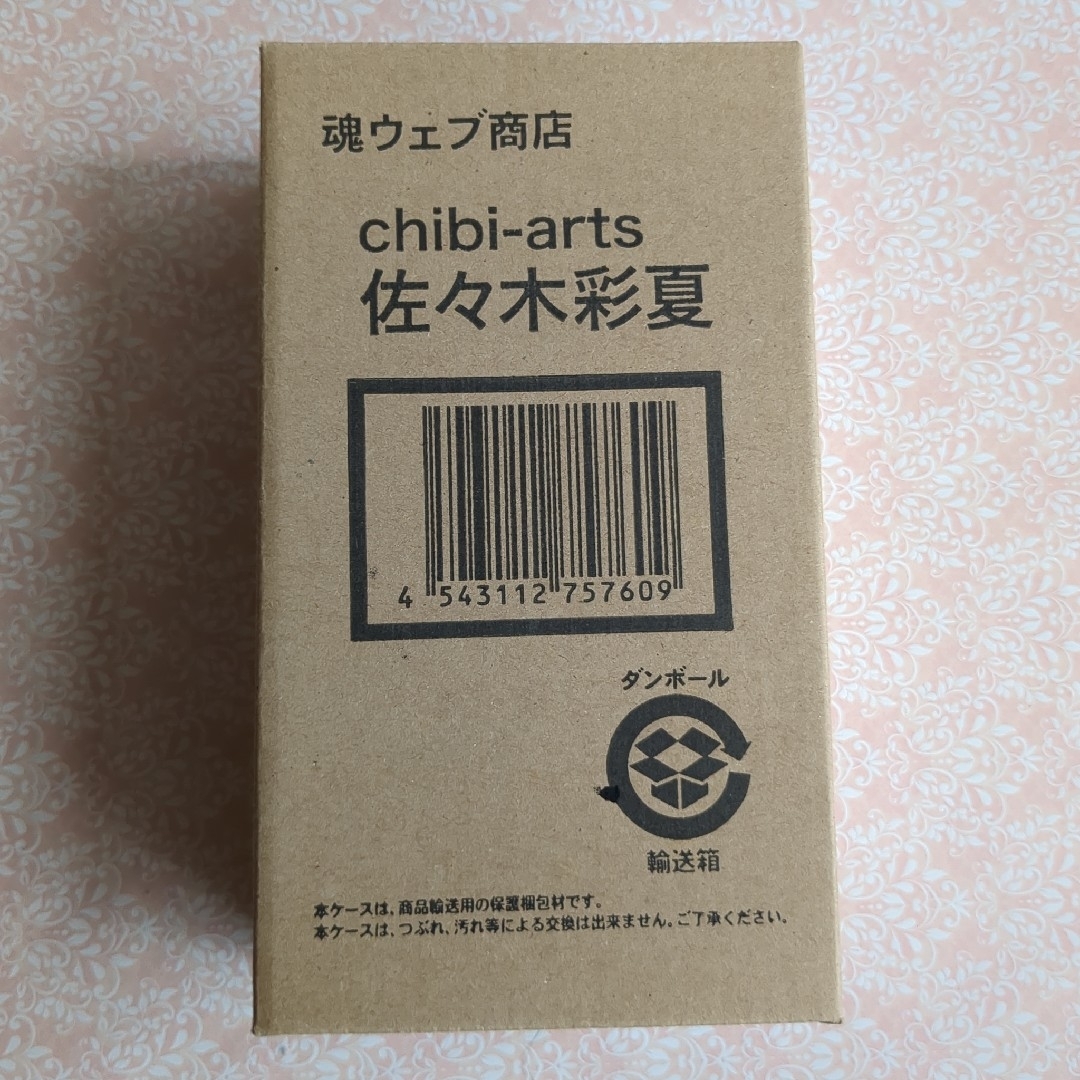 魂ウェブ商店
chibi-arts
佐々木彩夏
4 543112 757609
ダンボール
輸送箱
本ケースは、商品輸送用の保護梱包材です。
本ケースは、つぶれ、汚れ等による交換は出来ません。ご了承ください。